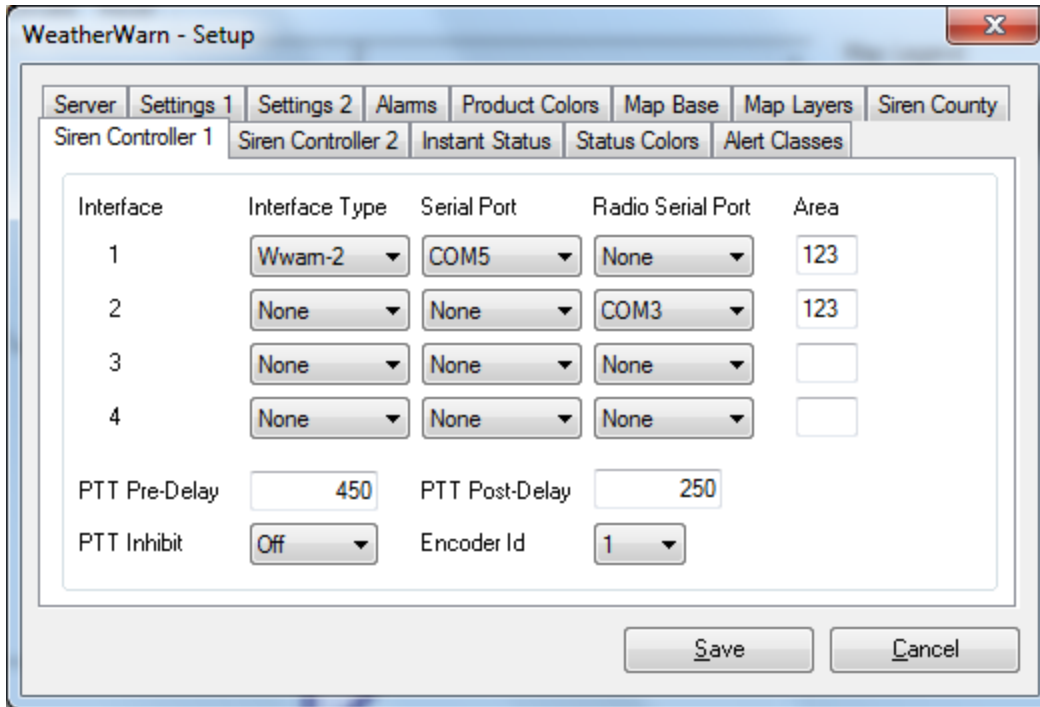 WeatherWarn - Setup
Server Settings 1 Settings 2 Alarms Product Colors Map Base Map Layers Siren County
Siren Controller 1 Siren Controller 2 Instant Status Status Colors Alert Classes
Interface Interface Type Serial Port Radio Serial Port Area
1 Wwarn-2 COM5 None 123
2 None None COM3 123
3 None None None
4 None None None
PTT Pre-Delay 450 PTT Post-Delay 250
PTT Inhibit Off Encoder Id 1
Save Cancel